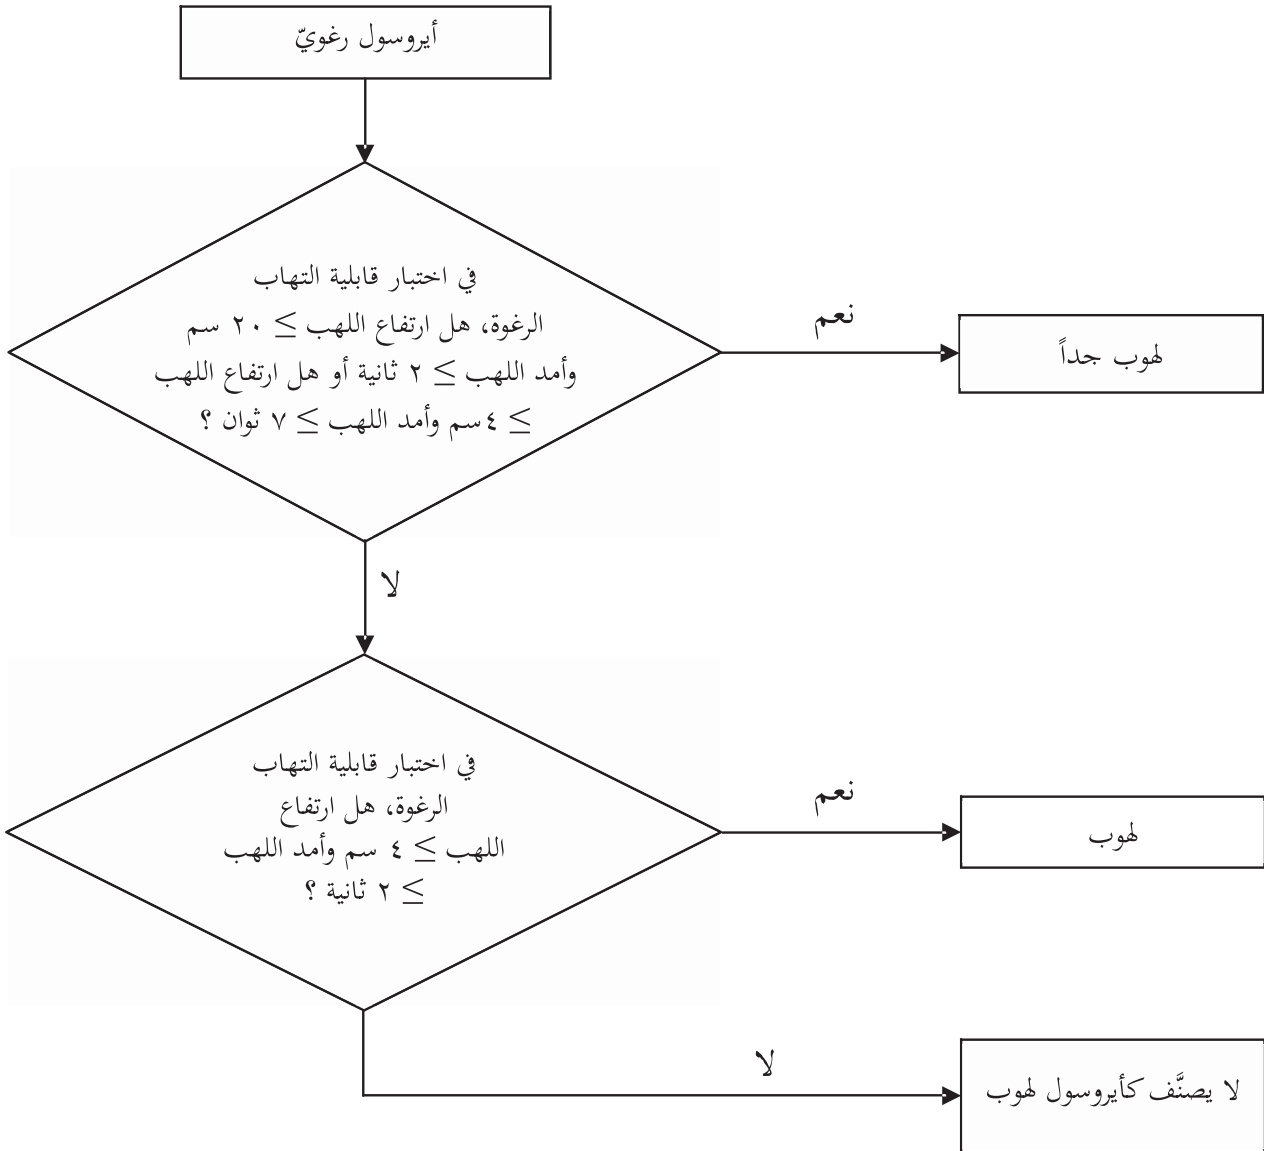 أيروسول رغويّ
في اختبار قابلية التهاب
الرغوة، هل ارتفاع اللهب ≥ ٢٠ سم
وأمد اللهب ≥ ٢ ثانية أو هل ارتفاع اللهب
≥ ٤سم وأمد اللهب ≥ ٧ ثوان ؟
نعم
لهوب جداً
لا
في اختبار قابلية التهاب
الرغوة، هل ارتفاع
اللهب ≥ ٤ سم وأمد اللهب
≥ ٢ ثانية ؟
نعم
لهوب
لا
لا يصنَّف كأيروسول لهوب